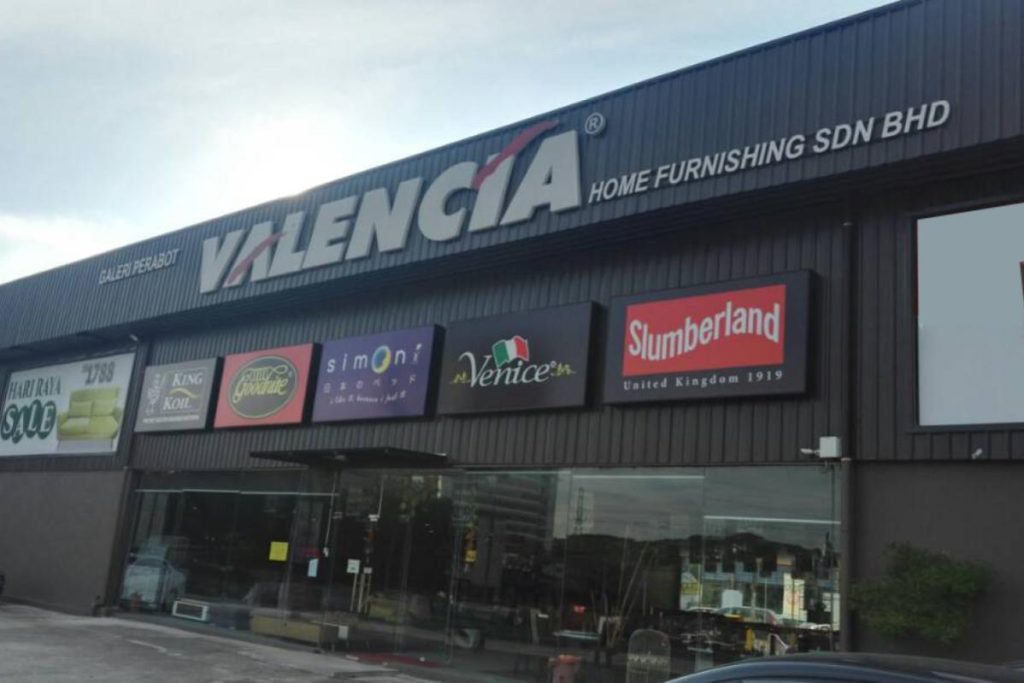 GALERI PERABOT
VALENCIA®
HOME FURNISHING SDN BHD
HARI RAYA
SALE
1788
KING
KOIL
Goodnite
simoni
Venice
Slumberland
United Kingdom 1919